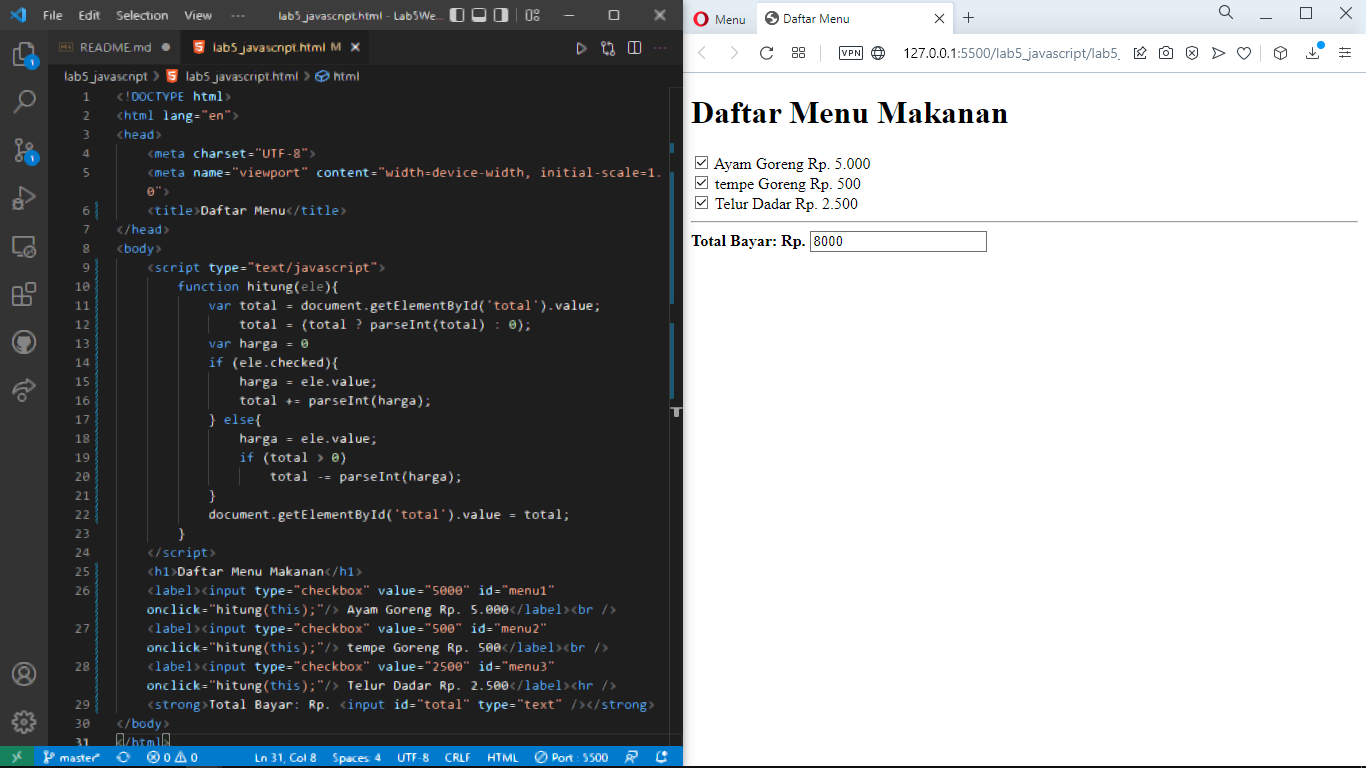 File Edit Selection View ··· lab5_javascript.html - Lab5We...
README.md ● lab5_javascript.html M
lab5_javascript > lab5_javascript.html > html
1 <!DOCTYPE html>
2 <html lang="en">
3 <head>
4 <meta charset="UTF-8">
5 <meta name="viewport" content="width=device-width, initial-scale=1.
0">
6 <title>Daftar Menu</title>
7 </head>
8 <body>
9 <script type="text/javascript">
10 function hitung(ele){
11 var total = document.getElementById('total').value;
12 total = (total ? parseInt(total) : 0);
13 var harga = 0
14 if (ele.checked){
15 harga = ele.value;
16 total += parseInt(harga);
17 } else{
18 harga = ele.value;
19 if (total > 0)
20 total -= parseInt(harga);
21 }
22 document.getElementById('total').value = total;
23 }
24 </script>
25 <h1>Daftar Menu Makanan</h1>
26 <label><input type="checkbox" value="5000" id="menu1"
onclick="hitung(this);"/> Ayam Goreng Rp. 5.000</label><br />
27 <label><input type="checkbox" value="500" id="menu2"
onclick="hitung(this);"/> tempe Goreng Rp. 500</label><br />
28 <label><input type="checkbox" value="2500" id="menu3"
onclick="hitung(this);"/> Telur Dadar Rp. 2.500</label><hr />
29 <strong>Total Bayar: Rp. <input id="total" type="text" /></strong>
30 </body>
31 </html>
1
1
master* 0 0 Ln 31, Col 8 Spaces: 4 UTF-8 CRLF HTML Port : 5500
Menu Daftar Menu
VPN 127.0.0.1:5500/lab5_javascript/lab5_
Daftar Menu Makanan
Ayam Goreng Rp. 5.000
tempe Goreng Rp. 500
Telur Dadar Rp. 2.500
Total Bayar: Rp. 8000